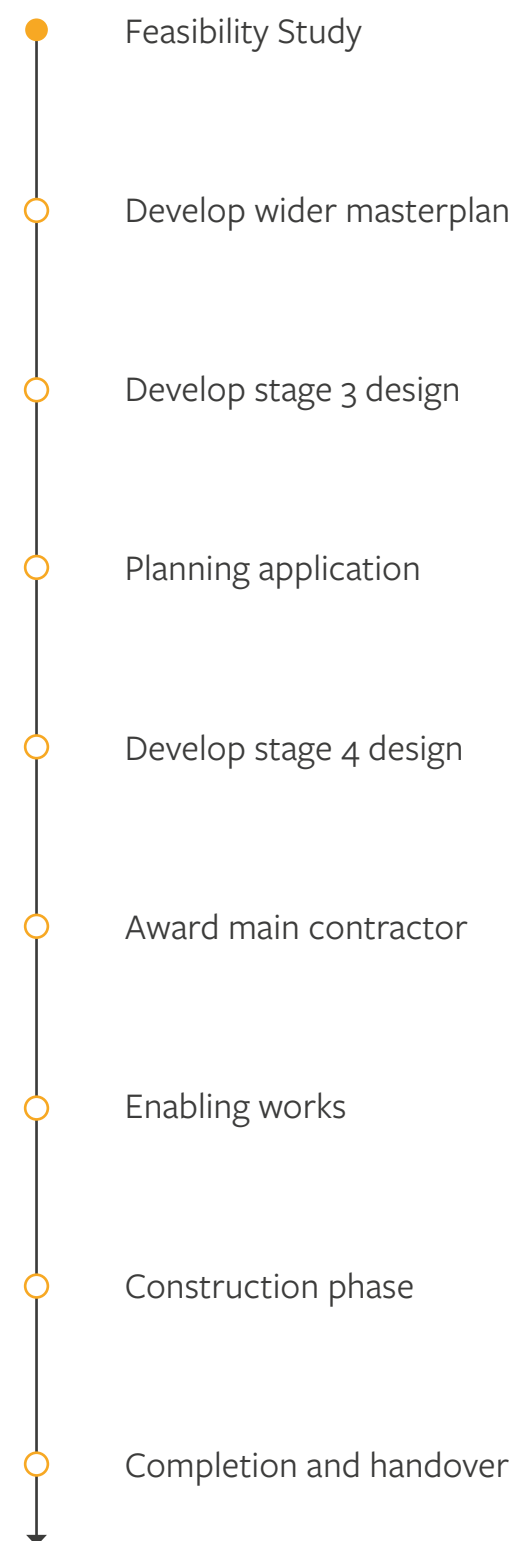 Feasibility Study
Develop wider masterplan
Develop stage 3 design
Planning application
Develop stage 4 design
Award main contractor
Enabling works
Construction phase
Completion and handover